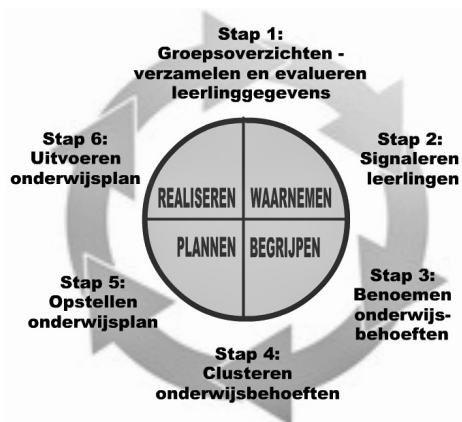 Stap 1:
Groepsoverzichten -
verzamelen en evalueren
leerlinggegevens
Stap 2:
Signaleren
leerlingen
Stap 3:
Benoemen
onderwijs-
behoeften
Stap 4:
Clusteren
onderwijsbehoeften
Stap 5:
Opstellen
onderwijsplan
Stap 6:
Uitvoeren
onderwijsplan
REALISEREN
WAARNEMEN
PLANNEN
BEGRIJPEN